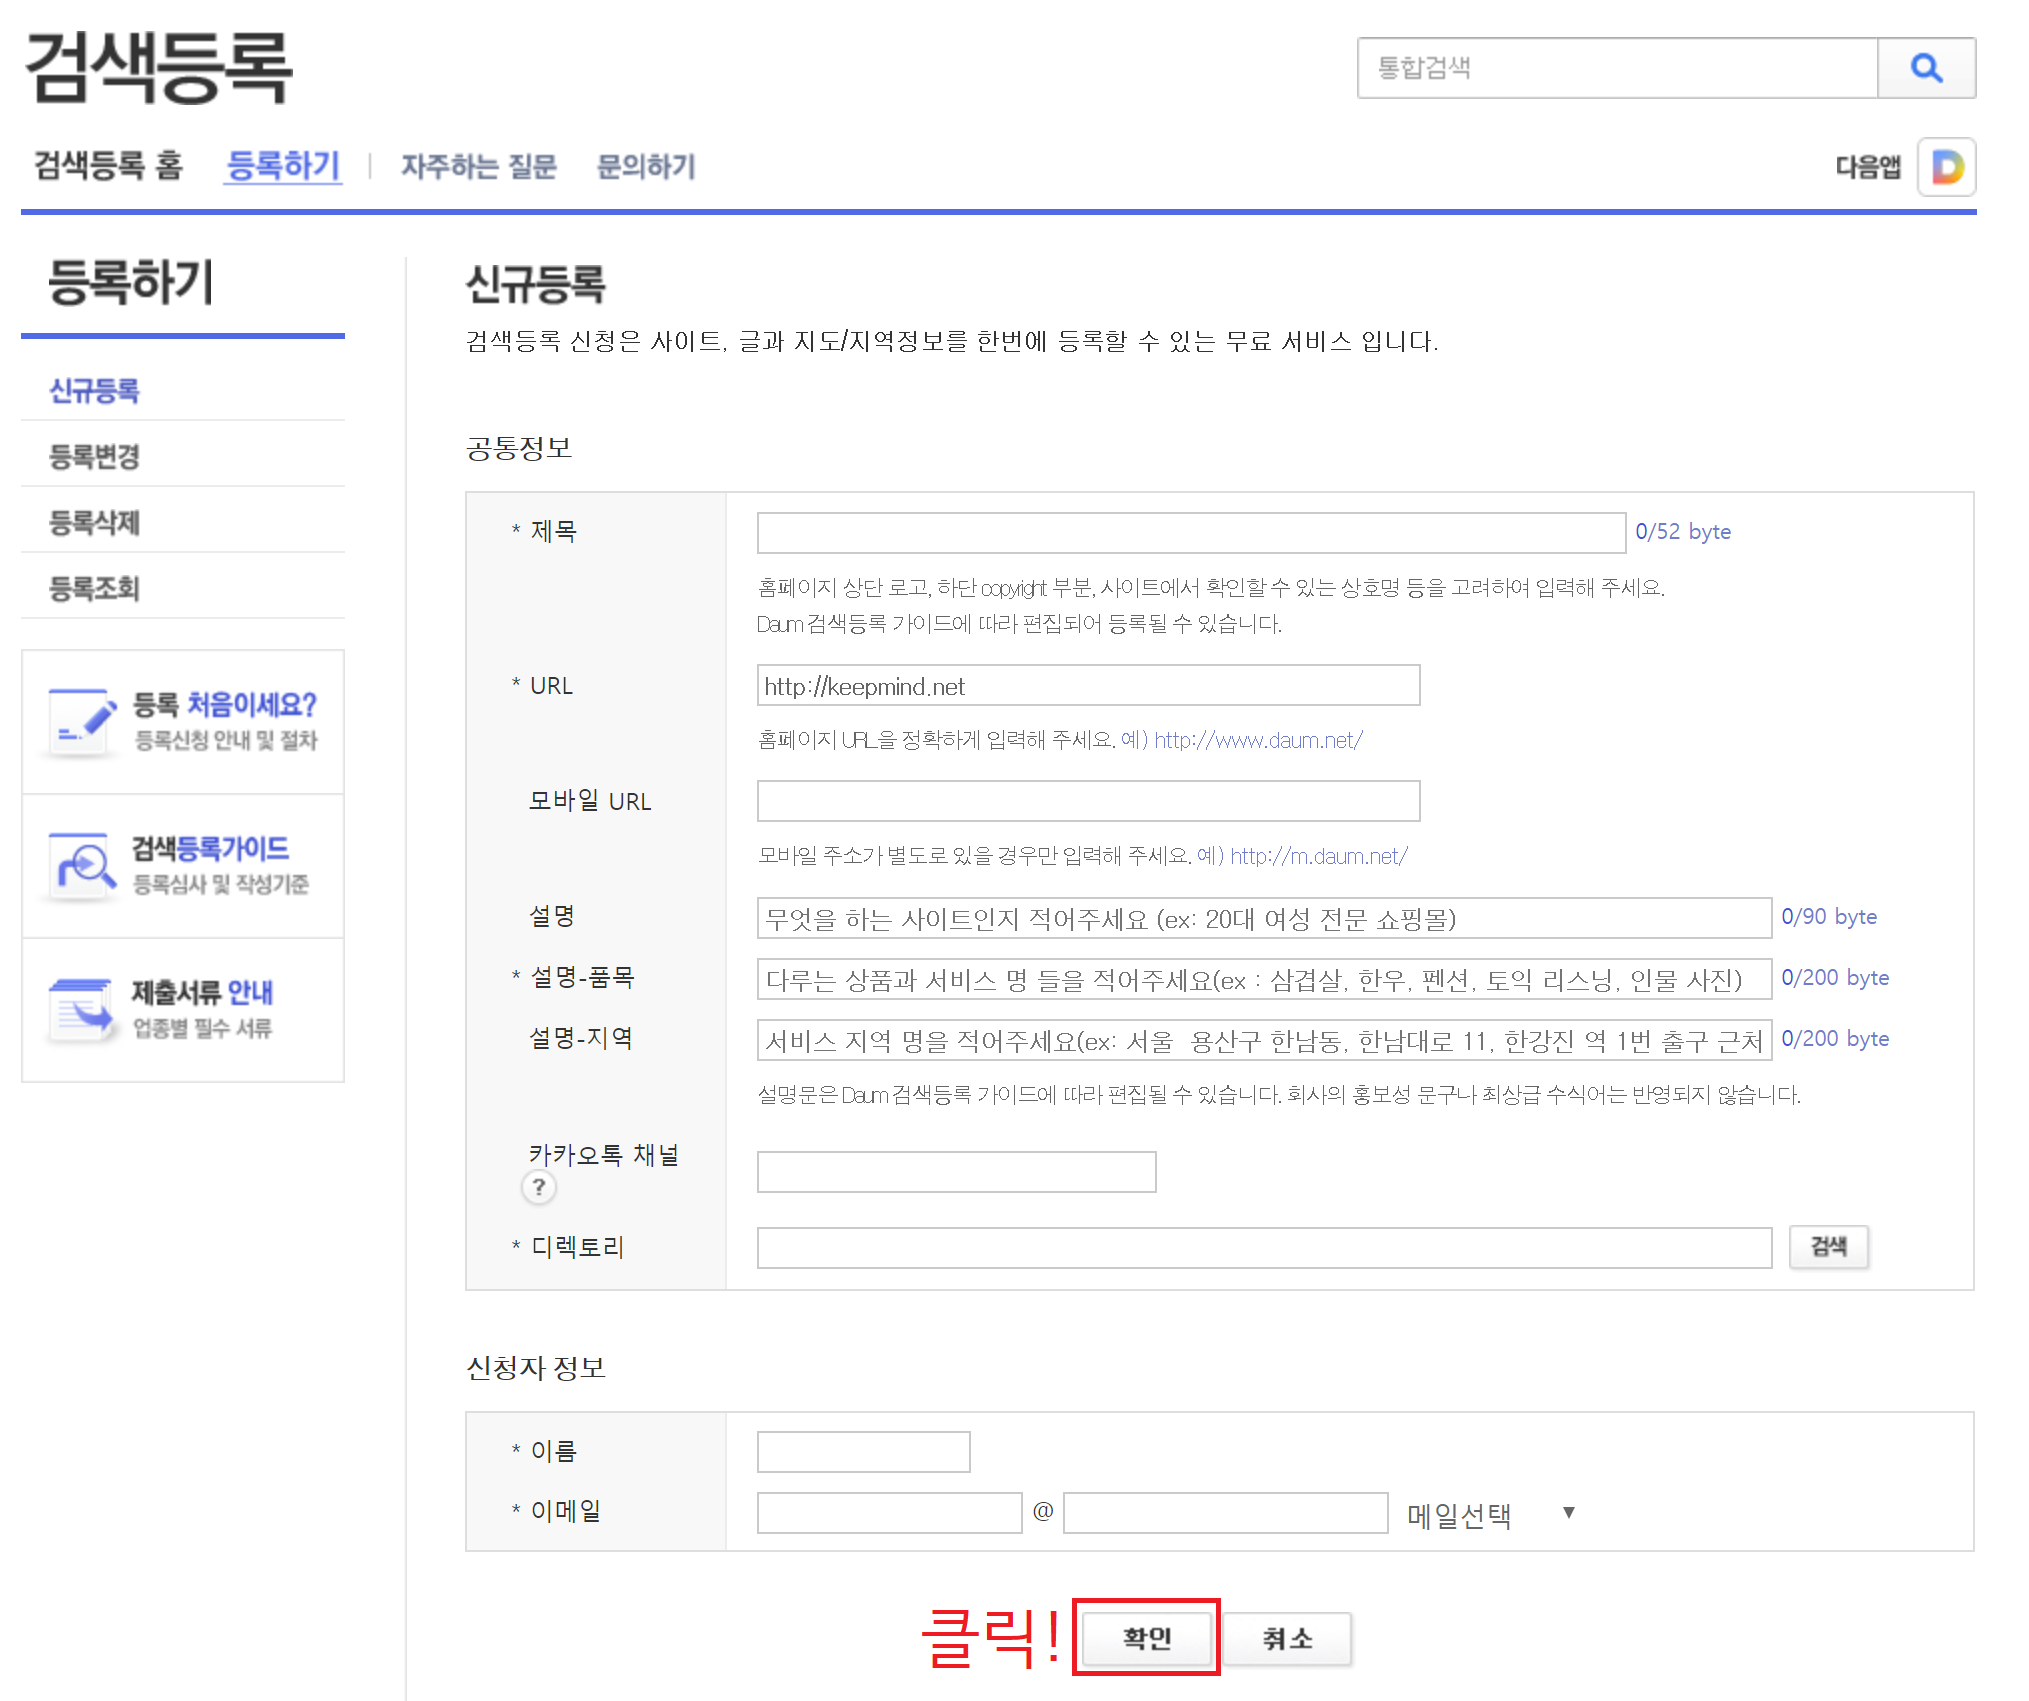 검색등록
통합검색
검색등록 홈 등록하기 자주하는 질문 문의하기
다음앱 D
등록하기
신규등록
등록변경
등록삭제
등록조회
등록 처음이세요?
등록신청 안내 및 절차
검색등록가이드
등록심사 및 작성기준
제출서류 안내
업종별 필수 서류
신규등록
검색등록 신청은 사이트, 글과 지도/지역정보를 한번에 등록할 수 있는 무료 서비스 입니다.
공통정보
* 제목 0/52 byte
홈페이지 상단 로고, 하단 copyright 부분, 사이트에서 확인할 수 있는 상호명 등을 고려하여 입력해 주세요.
Daum 검색등록 가이드에 따라 편집되어 등록될 수 있습니다.
* URL http://keepmind.net
홈페이지 URL을 정확하게 입력해 주세요. 예) http://www.daum.net/
모바일 URL
모바일 주소가 별도로 있을 경우만 입력해 주세요. 예) http://m.daum.net/
설명 무엇을 하는 사이트인지 적어주세요 (ex: 20대 여성 전문 쇼핑몰) 0/90 byte
* 설명-품목 다루는 상품과 서비스 명 들을 적어주세요(ex : 삼겹살, 한우, 펜션, 토익 리스닝, 인물 사진) 0/200 byte
설명-지역 서비스 지역 명을 적어주세요(ex: 서울 용산구 한남동, 한남대로 11, 한강진 역 1번 출구 근처 0/200 byte
설명문은 Daum 검색등록 가이드에 따라 편집될 수 있습니다. 회사의 홍보성 문구나 최상급 수식어는 반영되지 않습니다.
카카오톡 채널
?
* 디렉토리 검색
신청자 정보
* 이름
* 이메일 @ 메일선택 ▼
클릭! 확인 취소